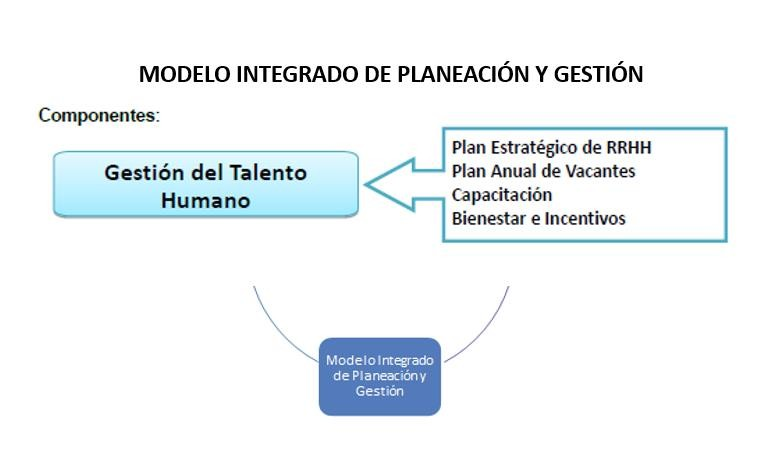 MODELO INTEGRADO DE PLANEACIÓN Y GESTIÓN
Componentes:
Gestión del Talento
Humano
Plan Estratégico de RRHH
Plan Anual de Vacantes
Capacitación
Bienestar e Incentivos
Modelo Integrado
de Planeación y
Gestión